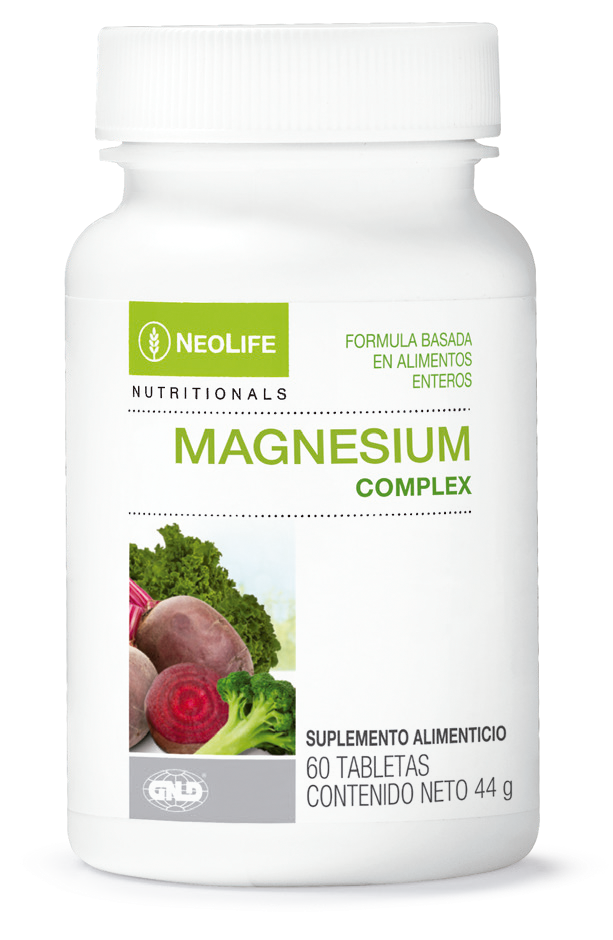 NEOLIFE
NUTRITIONALS
FORMULA BASADA
EN ALIMENTOS
ENTEROS
MAGNESIUM
COMPLEX
GNLD
®
SUPLEMENTO ALIMENTICIO
60 TABLETAS
CONTENIDO NETO 44 g